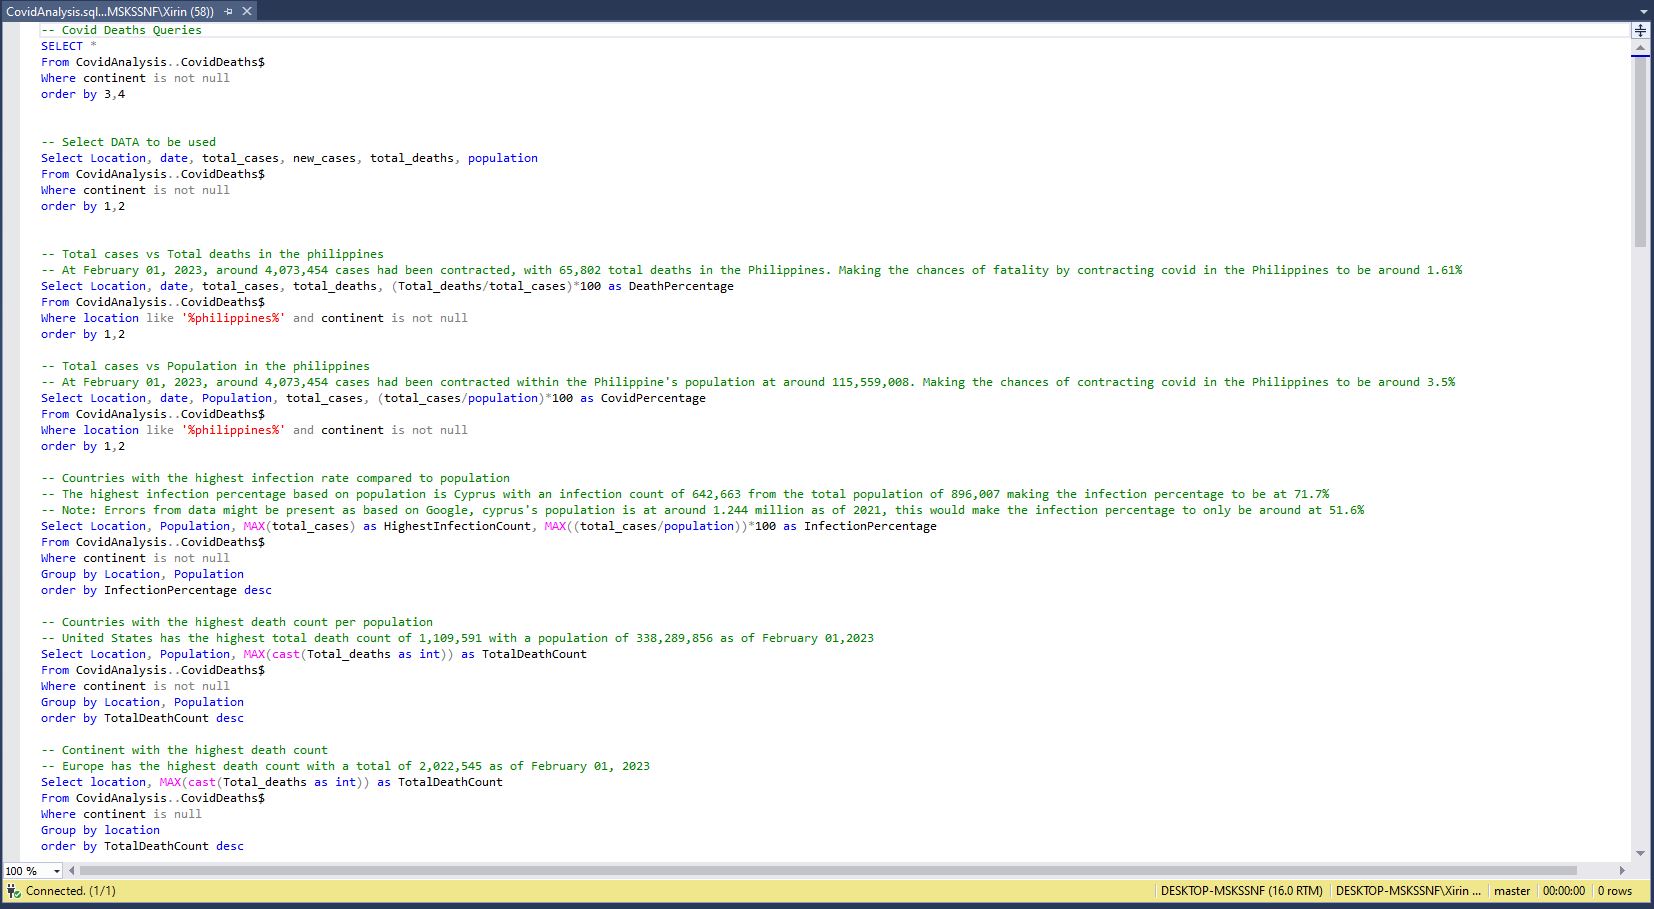 CovidAnalysis.sql...MSKSSNF\Xirin (58))
-- Covid Deaths Queries
SELECT *
From CovidAnalysis..CovidDeaths$
Where continent is not null
order by 3,4
-- Select DATA to be used
Select Location, date, total_cases, new_cases, total_deaths, population
From CovidAnalysis..CovidDeaths$
Where continent is not null
order by 1,2
-- Total cases vs Total deaths in the philippines
-- At February 01, 2023, around 4,073,454 cases had been contracted, with 65,802 total deaths in the Philippines. Making the chances of fatality by contracting covid in the Philippines to be around 1.61%
Select Location, date, total_cases, total_deaths, (Total_deaths/total_cases)*100 as DeathPercentage
From CovidAnalysis..CovidDeaths$
Where location like '%philippines%' and continent is not null
order by 1,2
-- Total cases vs Population in the philippines
-- At February 01, 2023, around 4,073,454 cases had been contracted within the Philippine's population at around 115,559,008. Making the chances of contracting covid in the Philippines to be around 3.5%
Select Location, date, Population, total_cases, (total_cases/population)*100 as CovidPercentage
From CovidAnalysis..CovidDeaths$
Where location like '%philippines%' and continent is not null
order by 1,2
-- Countries with the highest infection rate compared to population
-- The highest infection percentage based on population is Cyprus with an infection count of 642,663 from the total population of 896,007 making the infection percentage to be at 71.7%
-- Note: Errors from data might be present as based on Google, cyprus's population is at around 1.244 million as of 2021, this would make the infection percentage to only be around at 51.6%
Select Location, Population, MAX(total_cases) as HighestInfectionCount, MAX((total_cases/population))*100 as InfectionPercentage
From CovidAnalysis..CovidDeaths$
Where continent is not null
Group by Location, Population
order by InfectionPercentage desc
-- Countries with the highest death count per population
-- United States has the highest total death count of 1,109,591 with a population of 338,289,856 as of February 01,2023
Select Location, Population, MAX(cast(Total_deaths as int)) as TotalDeathCount
From CovidAnalysis..CovidDeaths$
Where continent is not null
Group by Location, Population
order by TotalDeathCount desc
-- Continent with the highest death count
-- Europe has the highest death count with a total of 2,022,545 as of February 01, 2023
Select location, MAX(cast(Total_deaths as int)) as TotalDeathCount
From CovidAnalysis..CovidDeaths$
Where continent is null
Group by location
order by TotalDeathCount desc
100 %
Connected. (1/1) DESKTOP-MSKSSNF (16.0 RTM) DESKTOP-MSKSSNF\Xirin ... master 00:00:00 0 rows